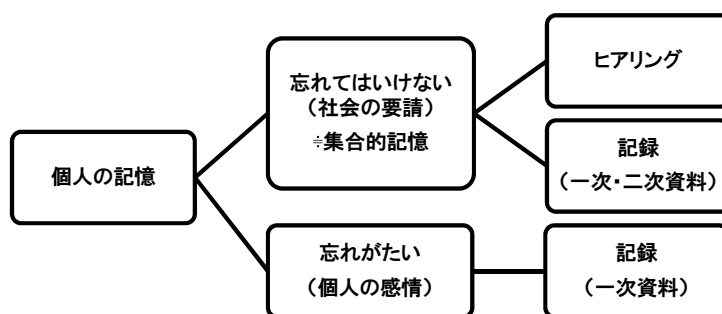 個人の記憶
忘れてはいけない
（社会の要請）
÷集合的記憶
ヒアリング
記録
（一次・二次資料）
忘れがたい
（個人の感情）
記録
（一次資料）